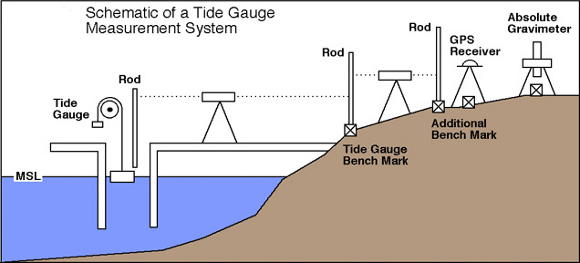 Schematic of a Tide Gauge
Measurement System
Absolute
Gravimeter
Rod
GPS
Receiver
Rod
Rod
Tide
Gauge
Additional
Bench Mark
Tide Gauge
Bench Mark
MSL